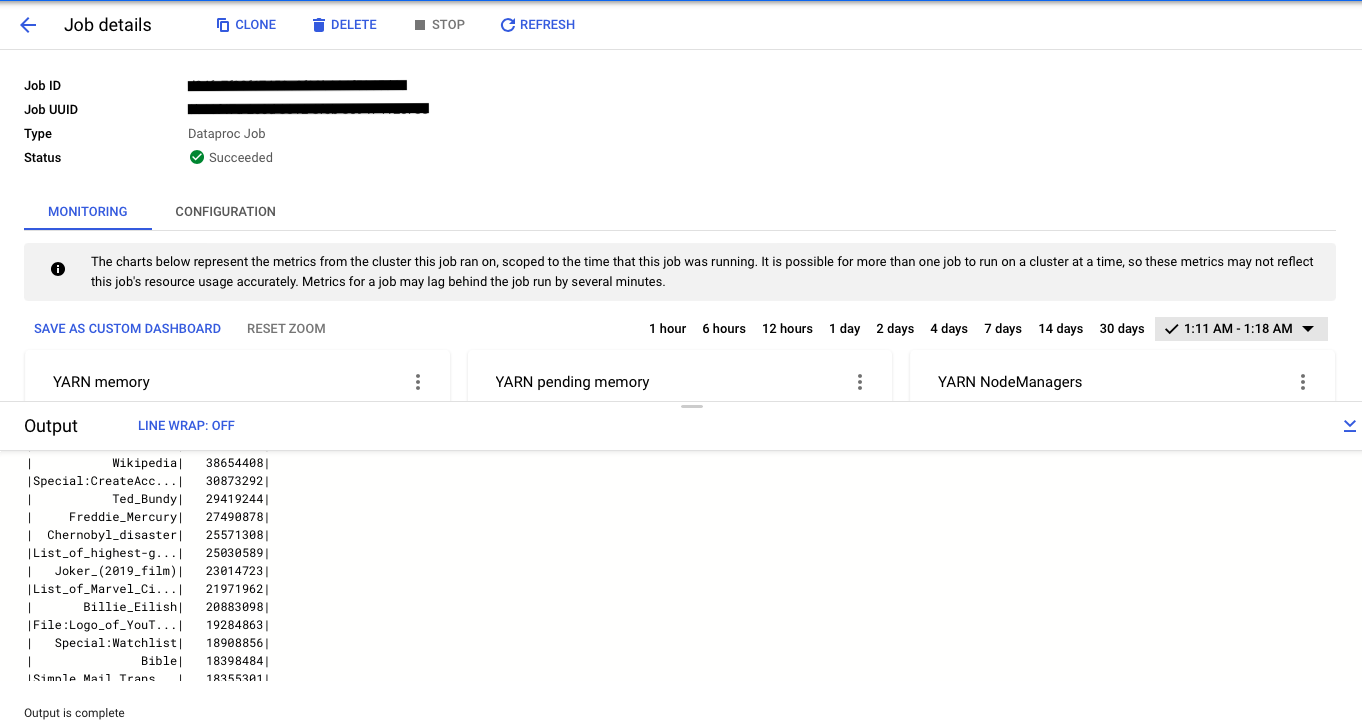 Job details CLONE DELETE STOP REFRESH
Job ID
Job UUID
Type Dataproc Job
Status Succeeded
MONITORING CONFIGURATION
The charts below represent the metrics from the cluster this job ran on, scoped to the time that this job was running. It is possible for more than one job to run on a cluster at a time, so these metrics may not reflect
this job's resource usage accurately. Metrics for a job may lag behind the job run by several minutes.
SAVE AS CUSTOM DASHBOARD RESET ZOOM 1 hour 6 hours 12 hours 1 day 2 days 4 days 7 days 14 days 30 days 1:11 AM - 1:18 AM
YARN memory YARN pending memory YARN NodeManagers
Output LINE WRAP: OFF
| Wikipedia| 38654408|
|Special:CreateAcc...| 30873292|
| Ted_Bundy| 29419244|
| Freddie_Mercury| 27490878|
| Chernobyl_disaster| 25571308|
|List_of_highest-g...| 25030589|
| Joker_(2019_film)| 23014723|
|List_of_Marvel_Ci...| 21971962|
| Billie_Eilish| 20883098|
|File:Logo_of_YouT...| 19284863|
| Special:Watchlist| 18908856|
| Bible| 18398484|
|Simple_Mail_Trans...| 18355301|
Output is complete